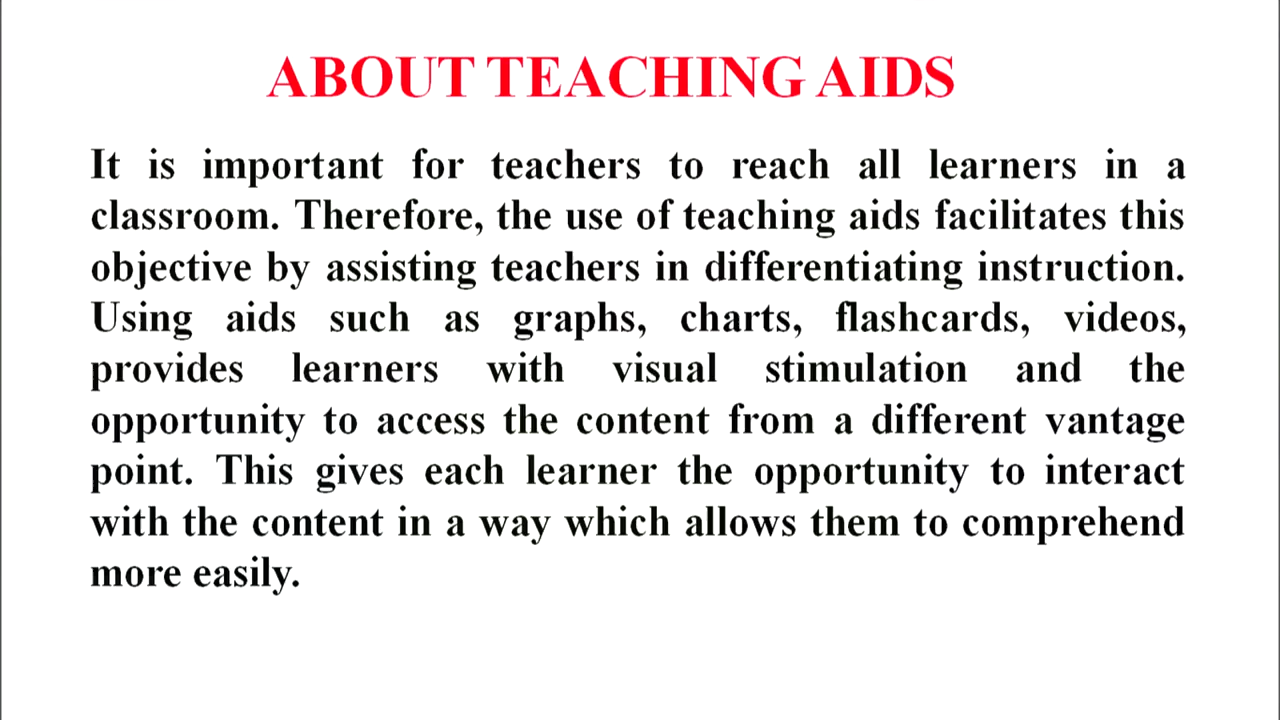 ABOUT TEACHING AIDS
It is important for teachers to reach all learners in a
classroom. Therefore, the use of teaching aids facilitates this
objective by assisting teachers in differentiating instruction.
Using aids such as graphs, charts, flashcards, videos,
provides learners with visual stimulation and the
opportunity to access the content from a different vantage
point. This gives each learner the opportunity to interact
with the content in a way which allows them to comprehend
more easily.